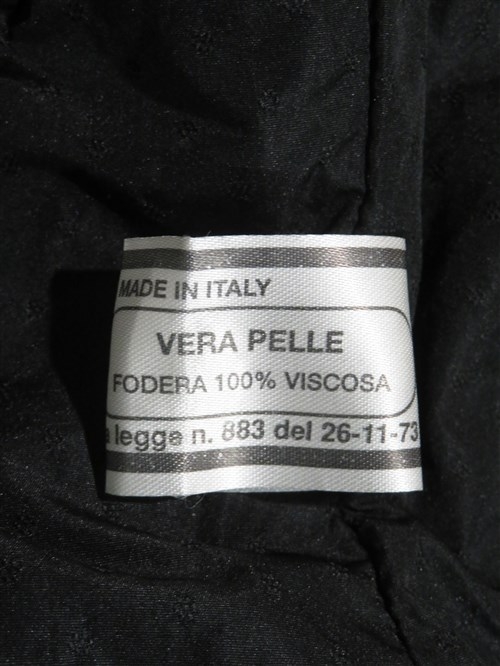 MADE IN ITALY
VERA PELLE
FODERA 100% VISCOSA
a legge n. 883 del 26-11-73